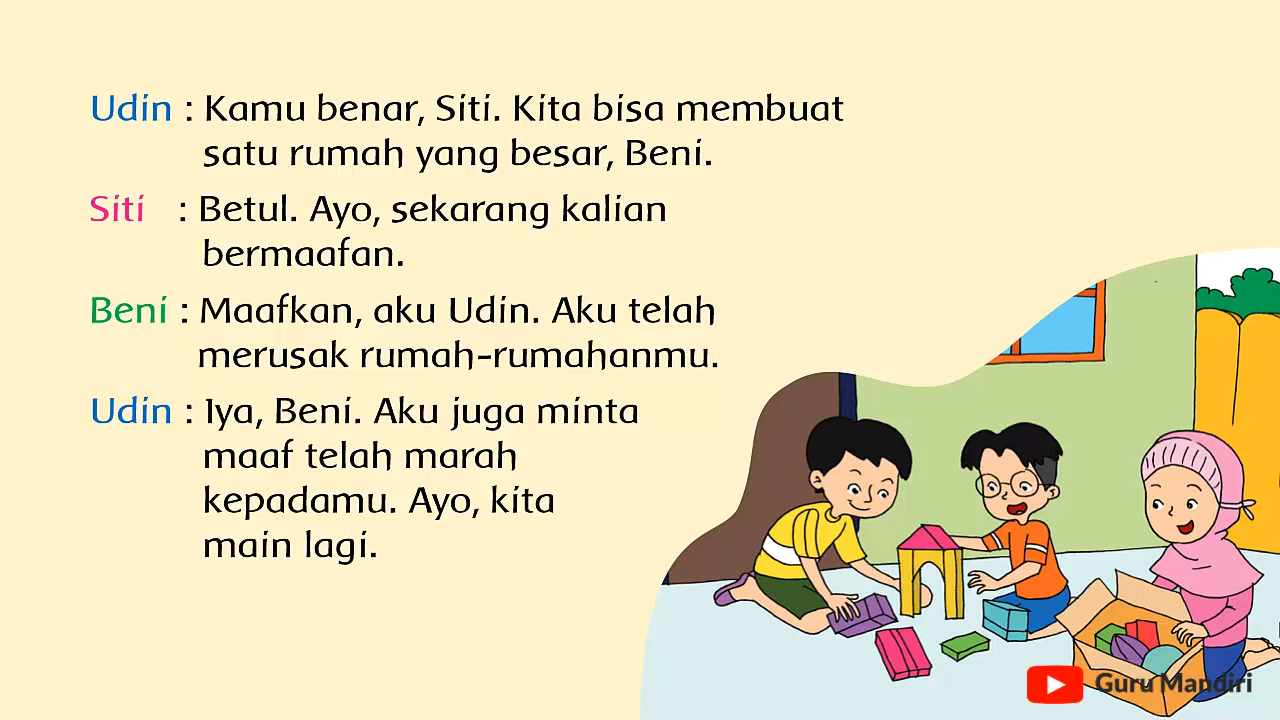 Udin : Kamu benar, Siti. Kita bisa membuat
satu rumah yang besar, Beni.
Siti : Betul. Ayo, sekarang kalian
bermaafan.
Beni : Maafkan, aku Udin. Aku telah
merusak rumah-rumahanmu.
Udin : Iya, Beni. Aku juga minta
maaf telah marah
kepadamu. Ayo, kita
main lagi.
Guru Mandiri